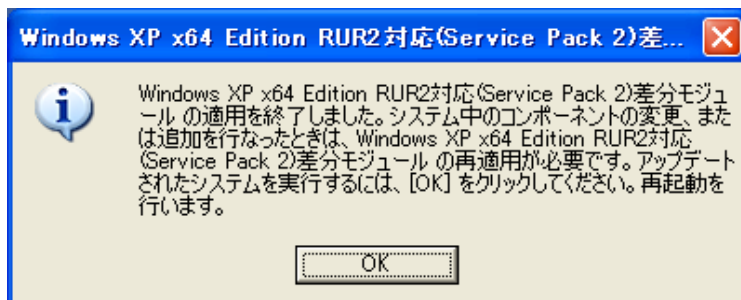 Windows XP x64 Edition RUR2対応(Service Pack 2)差...
Windows XP x64 Edition RUR2対応(Service Pack 2)差分モジュ
ール の適用を終了しました。システム中のコンポーネントの変更、また
は追加を行なったときは、Windows XP x64 Edition RUR2対応
(Service Pack 2)差分モジュール の再適用が必要です。アップデート
されたシステムを実行するには、[OK] をクリックしてください。再起動を
行います。
OK